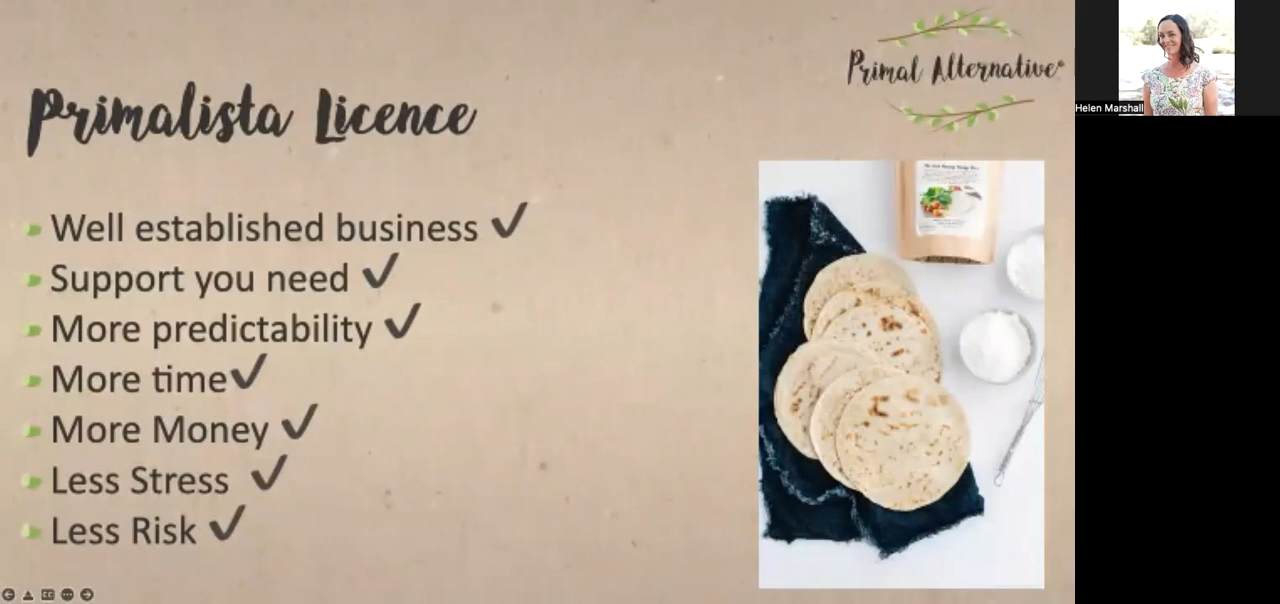 Primal Alternative®
Helen Marshall
Primalista Licence
Well established business ✔
Support you need ✔
More predictability ✔
More time ✔
More Money ✔
Less Stress ✔
Less Risk ✔